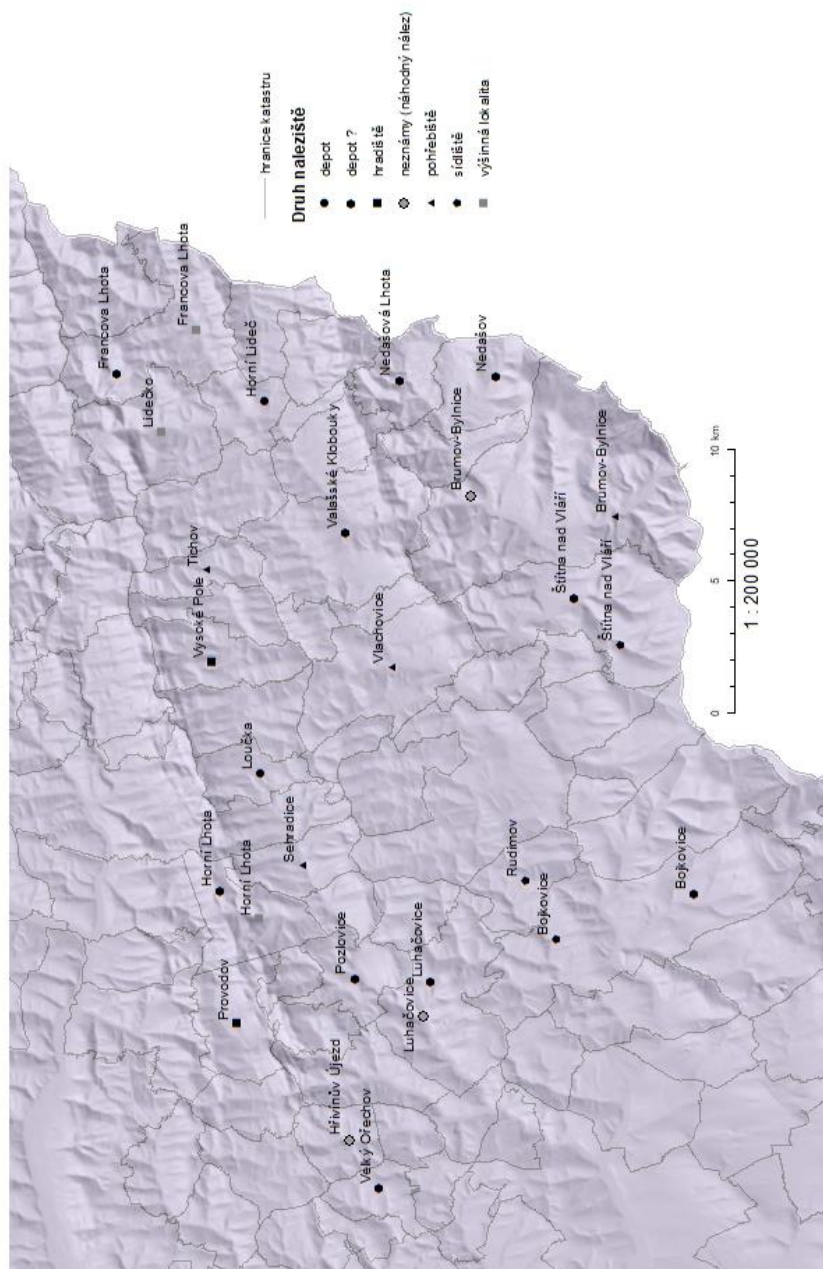 Francova Lhota
Francova Lhota
Lidečko
Horní Lideč
Tichov
Vysoké Pole
Valašské Klobouky
Nedašová Lhota
Nedašov
Brumov-Bylnice
Brumov-Bylnice
Štítna nad Vláří
Štítna nad Vláří
Vlachovice
Loučka
Sehradice
Horní Lhota
Horní Lhota
Provodov
Pozlovice
Luhačovice
Luhačovice
Rudimov
Bojkovice
Bojkovice
Hřivínův Újezd
Velký Ořechov
hranice katastru
Druh naleziště
depot
depot ?
hradiště
neznámy (náhodný nález)
pohřebiště
sídliště
výšinná lokalita
0 5 10 km
1 : 200 000